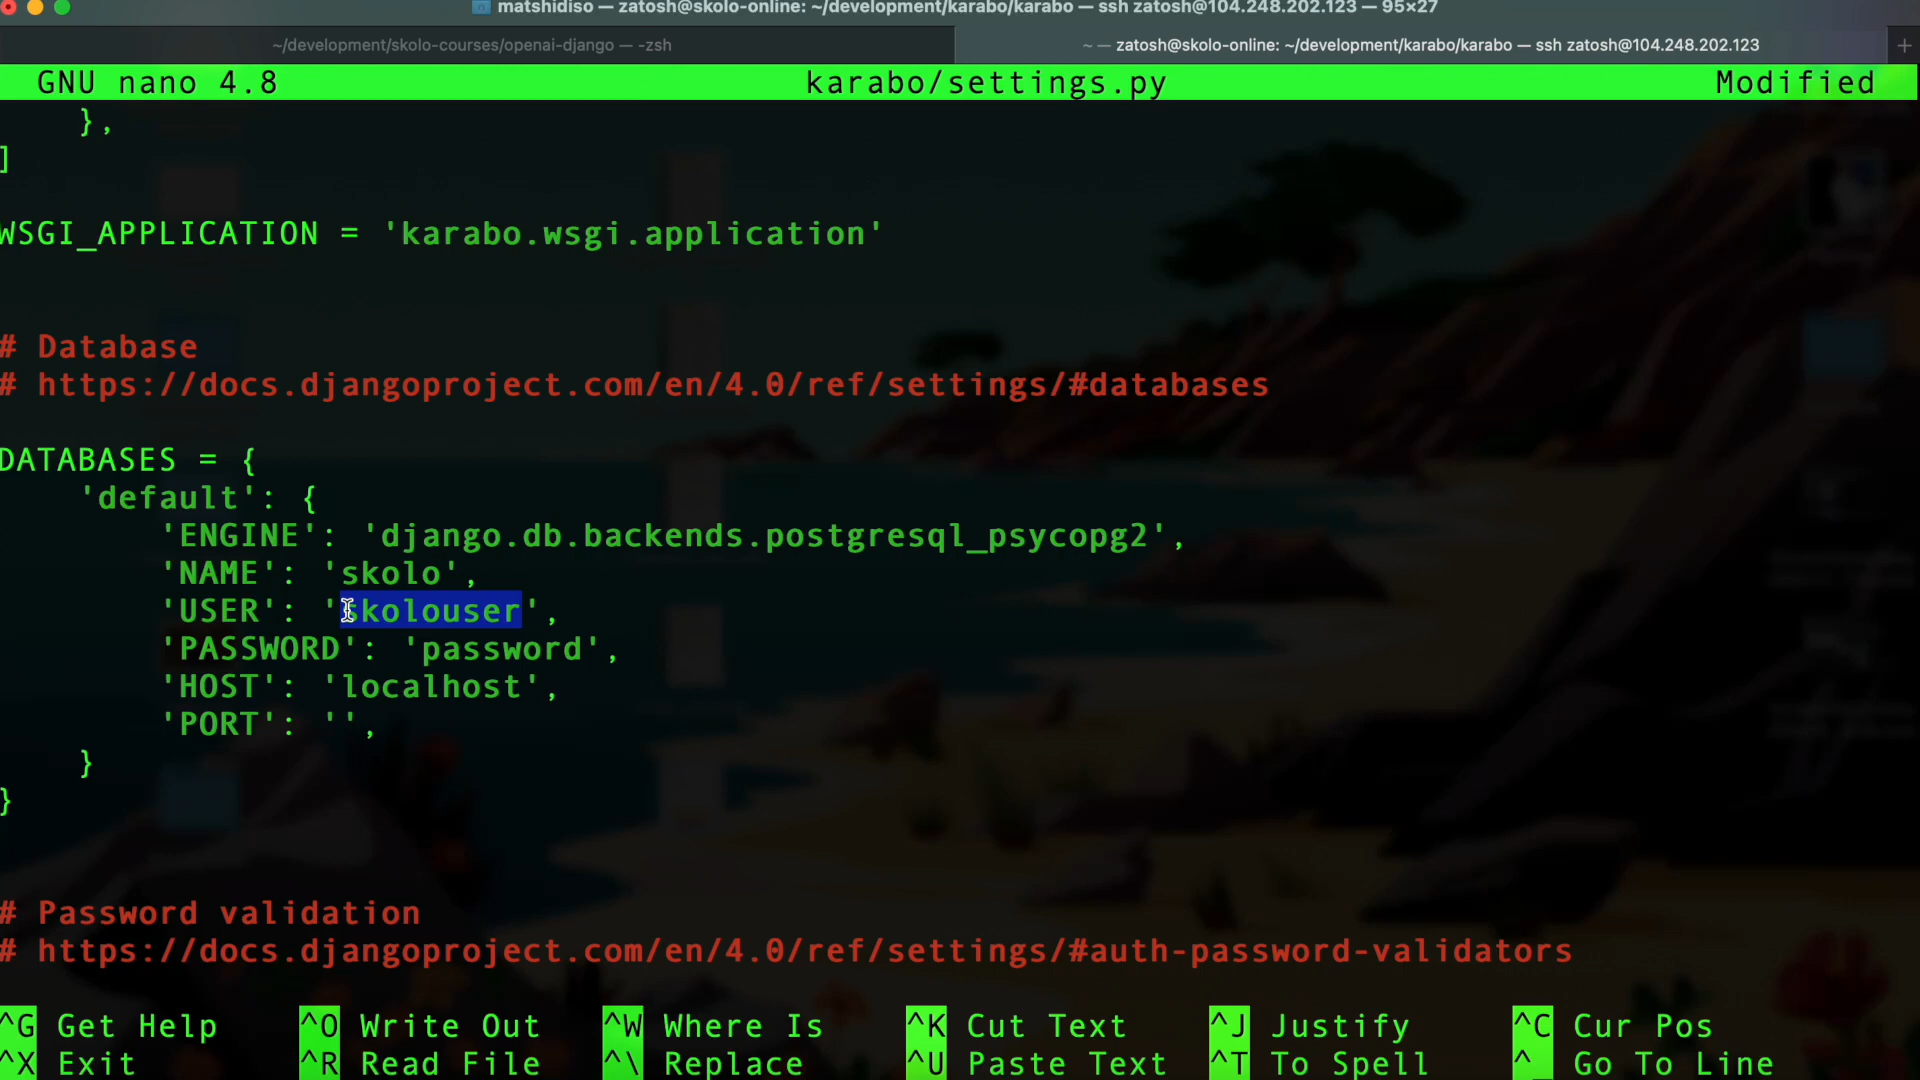 matshidiso — zatosh@skolo-online: ~/development/karabo/karabo — ssh zatosh@104.248.202.123 — 95×27
~/development/skolo-courses/openai-django — -zsh
~ — zatosh@skolo-online: ~/development/karabo/karabo — ssh zatosh@104.248.202.123
GNU nano 4.8 karabo/settings.py Modified
},
]
WSGI_APPLICATION = 'karabo.wsgi.application'
# Database
# https://docs.djangoproject.com/en/4.0/ref/settings/#databases
DATABASES = {
'default': {
'ENGINE': 'django.db.backends.postgresql_psycopg2',
'NAME': 'skolo',
'USER': 'skolouser',
'PASSWORD': 'password',
'HOST': 'localhost',
'PORT': '',
}
}
# Password validation
# https://docs.djangoproject.com/en/4.0/ref/settings/#auth-password-validators
^G Get Help ^O Write Out ^W Where Is ^K Cut Text ^J Justify ^C Cur Pos
^X Exit ^R Read File ^\ Replace ^U Paste Text ^T To Spell ^_ Go To Line